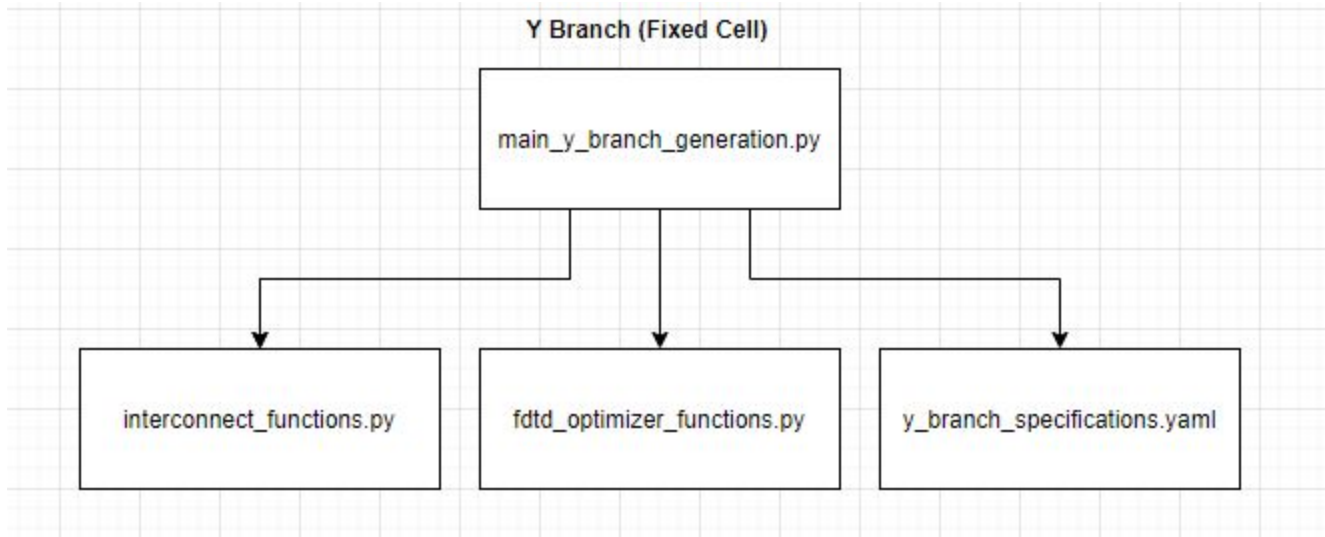 Y Branch (Fixed Cell)
main_y_branch_generation.py
interconnect_functions.py
fdtd_optimizer_functions.py
y_branch_specifications.yaml